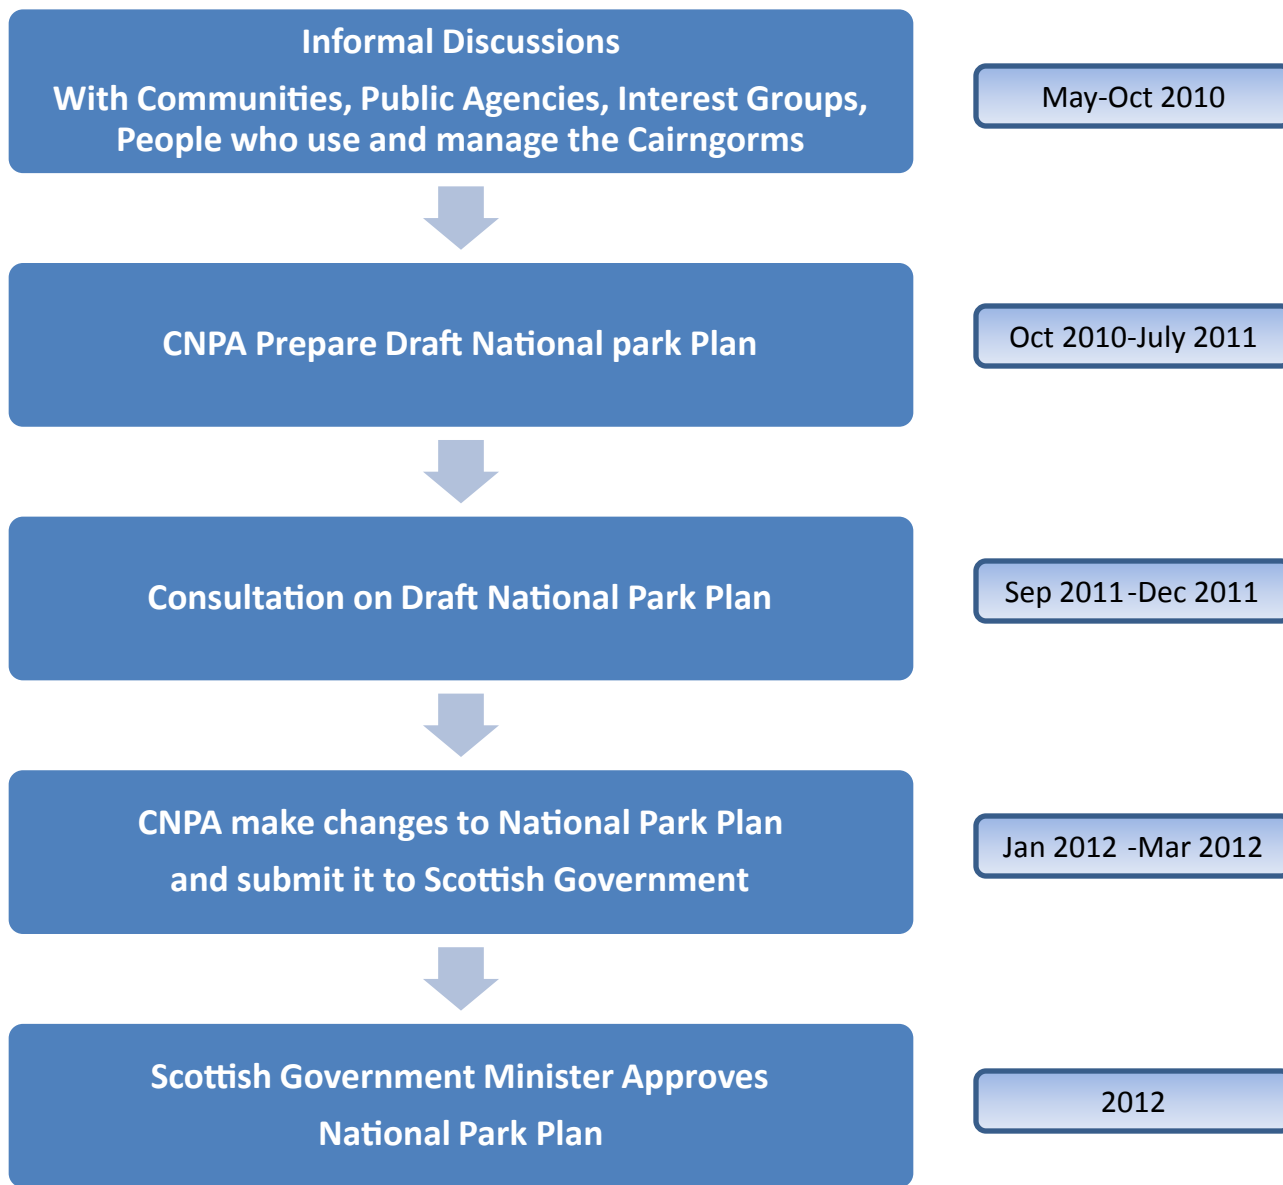 Informal Discussions
With Communities, Public Agencies, Interest Groups,
People who use and manage the Cairngorms
May-Oct 2010
CNPA Prepare Draft National park Plan
Oct 2010-July 2011
Consultation on Draft National Park Plan
Sep 2011-Dec 2011
CNPA make changes to National Park Plan
and submit it to Scottish Government
Jan 2012 -Mar 2012
Scottish Government Minister Approves
National Park Plan
2012